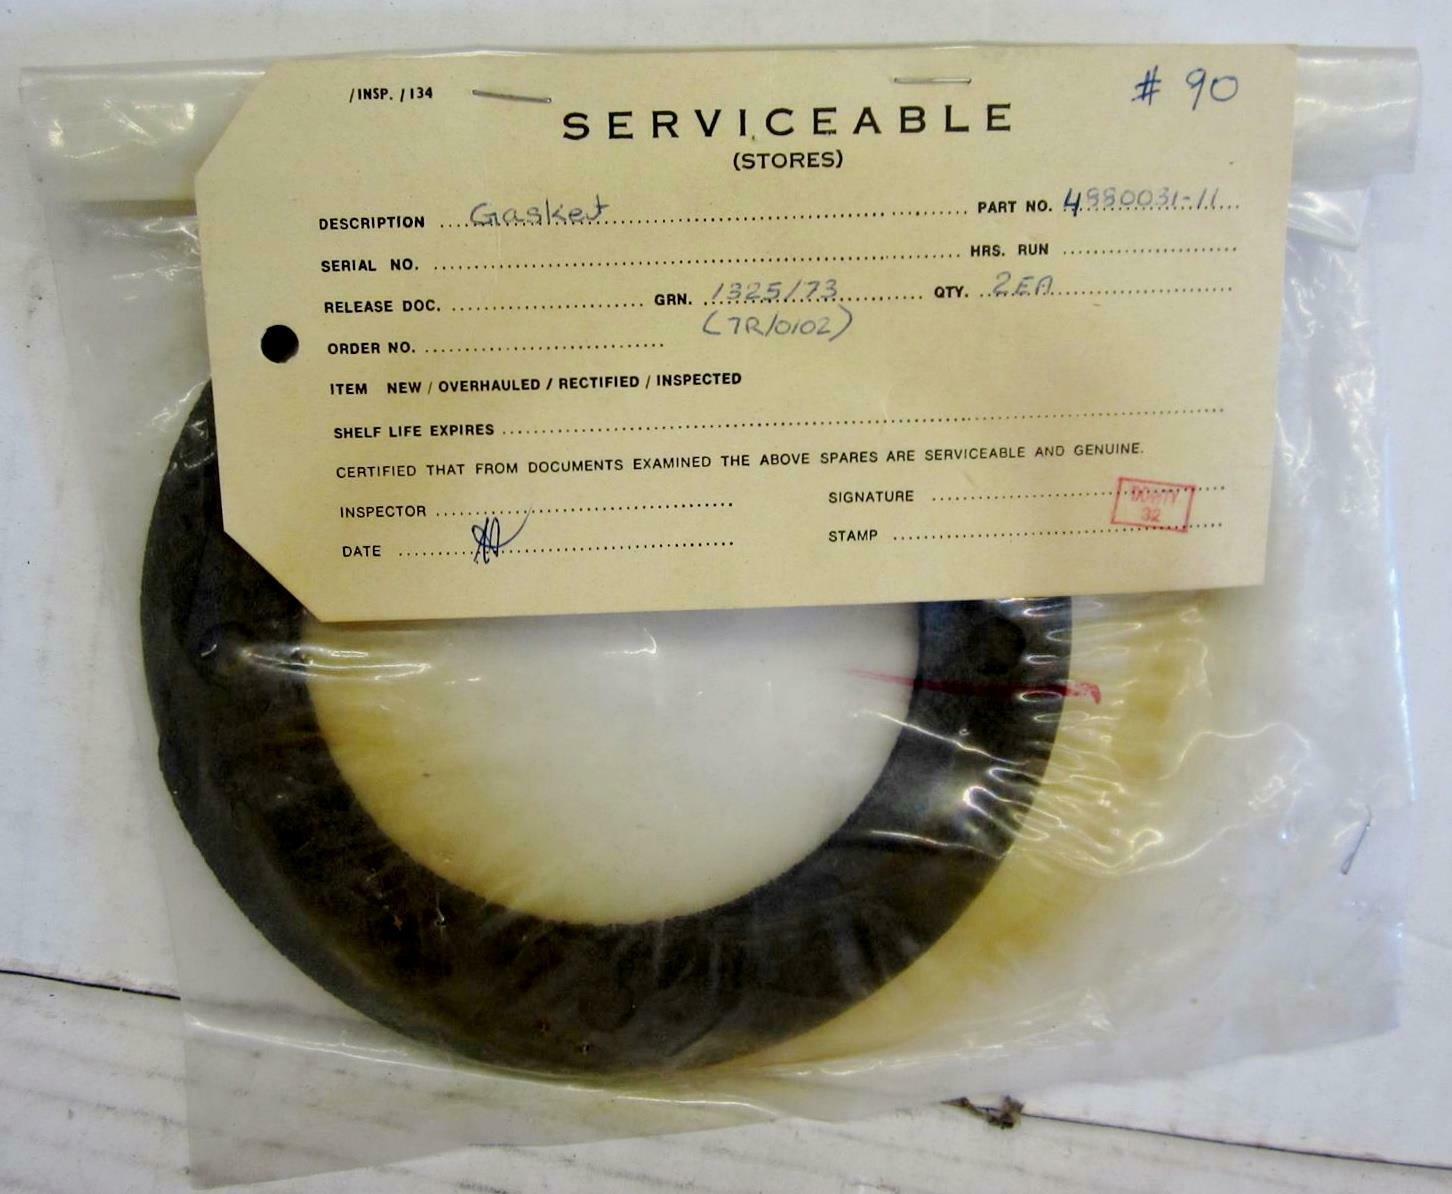 /INSP. /134
# 90
SERVICEABLE
(STORES)
DESCRIPTION Gasket PART NO. 4880031-11
SERIAL NO. HRS. RUN
RELEASE DOC. GRN. 1325/73 QTY. 2EA
(7R/0102)
ORDER NO.
ITEM NEW / OVERHAULED / RECTIFIED / INSPECTED
SHELF LIFE EXPIRES
CERTIFIED THAT FROM DOCUMENTS EXAMINED THE ABOVE SPARES ARE SERVICEABLE AND GENUINE.
INSPECTOR SIGNATURE
DOWTY
32
DATE STAMP